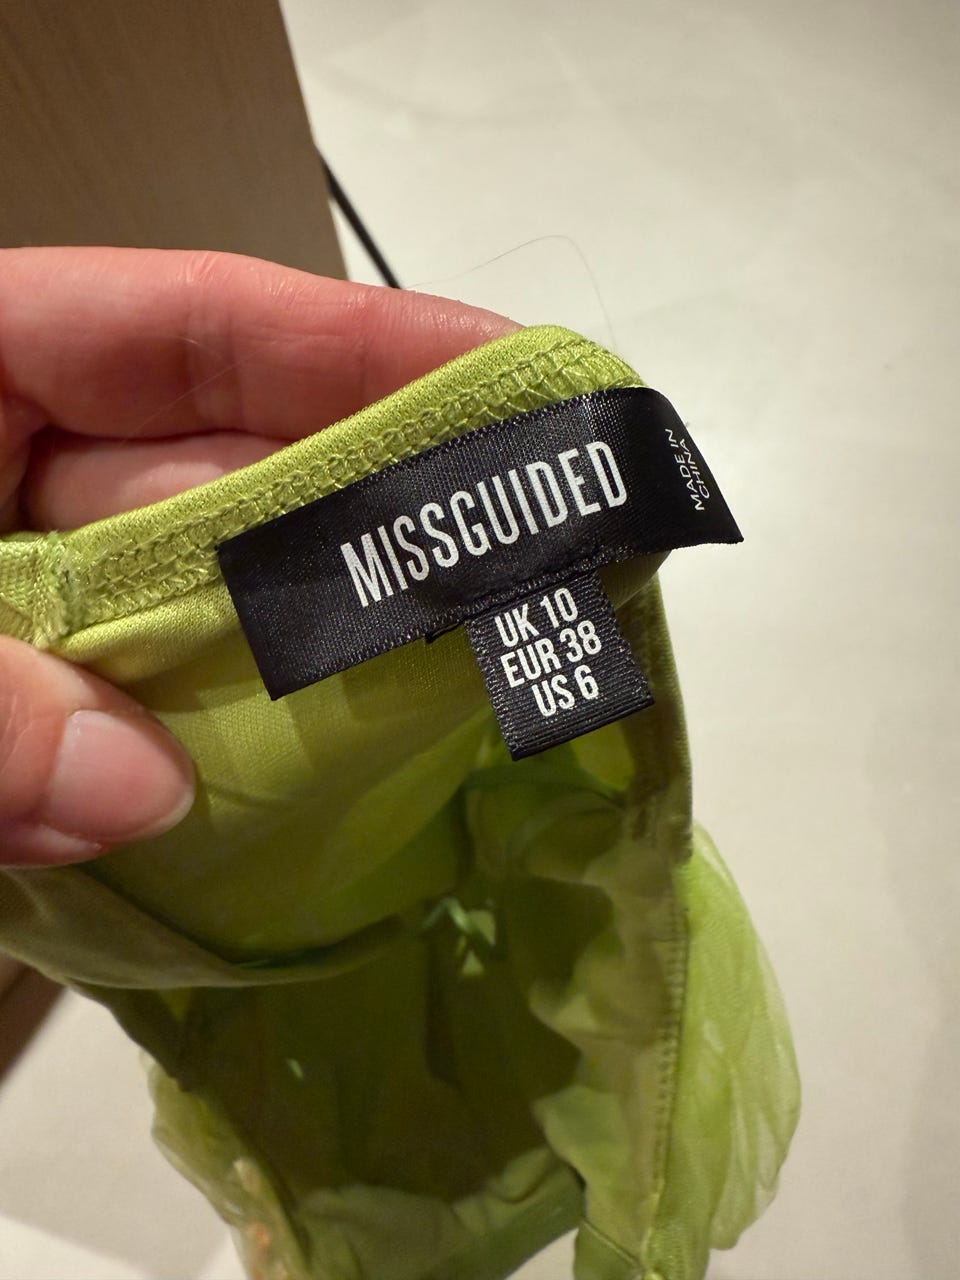 MISSGUIDED
MADE IN
CHINA
UK 10
EUR 38
US 6